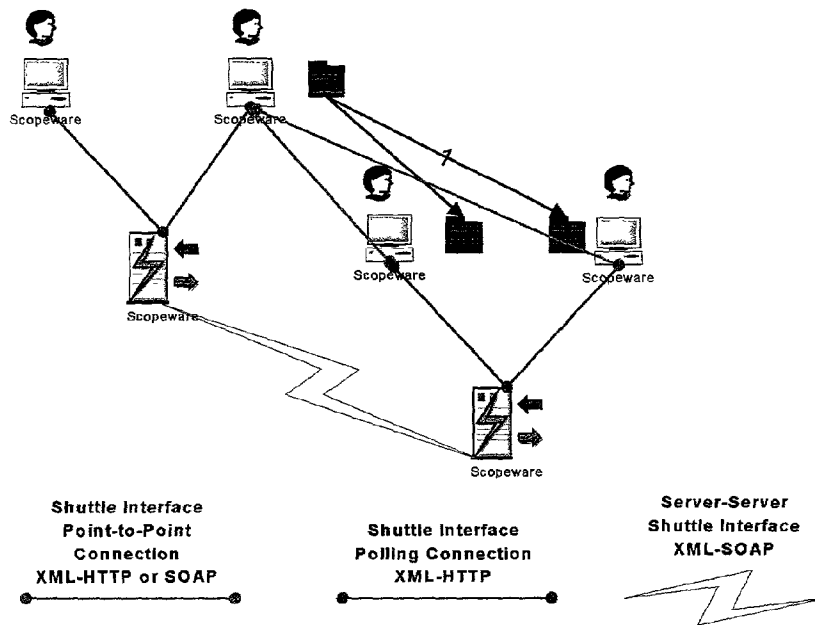 Scopeware
Scopeware
1
Scopeware
Scopeware
Scopeware
Scopeware
Shuttle Interface
Point-to-Point
Connection
XML-HTTP or SOAP
Shuttle Interface
Polling Connection
XML-HTTP
Server-Server
Shuttle Interface
XML-SOAP